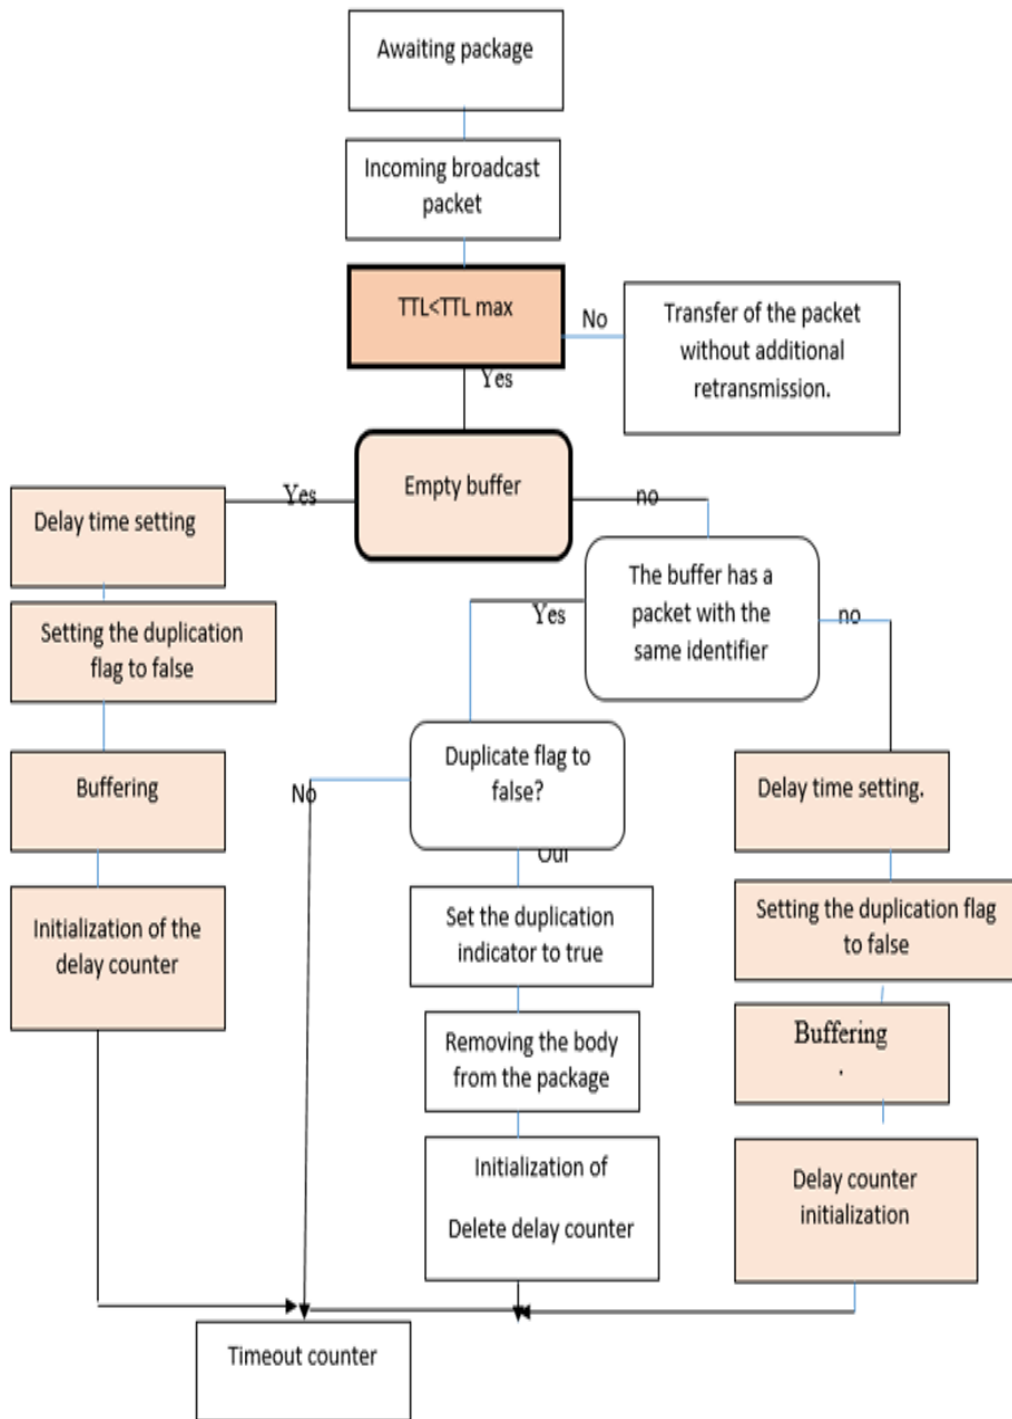 Awaiting package
Incoming broadcast
packet
TTL<TTL max
No
Transfer of the packet
without additional
retransmission.
Yes
Empty buffer
Yes
no
Delay time setting
The buffer has a
packet with the
same identifier
Yes
no
Setting the duplication
flag to false
Duplicate flag to
false?
No
Buffering
Delay time setting.
Oui
Initialization of the
delay counter
Set the duplication
indicator to true
Setting the duplication flag
to false
Removing the body
from the package
Buffering
.
Initialization of
Delete delay counter
Delay counter
initialization
Timeout counter